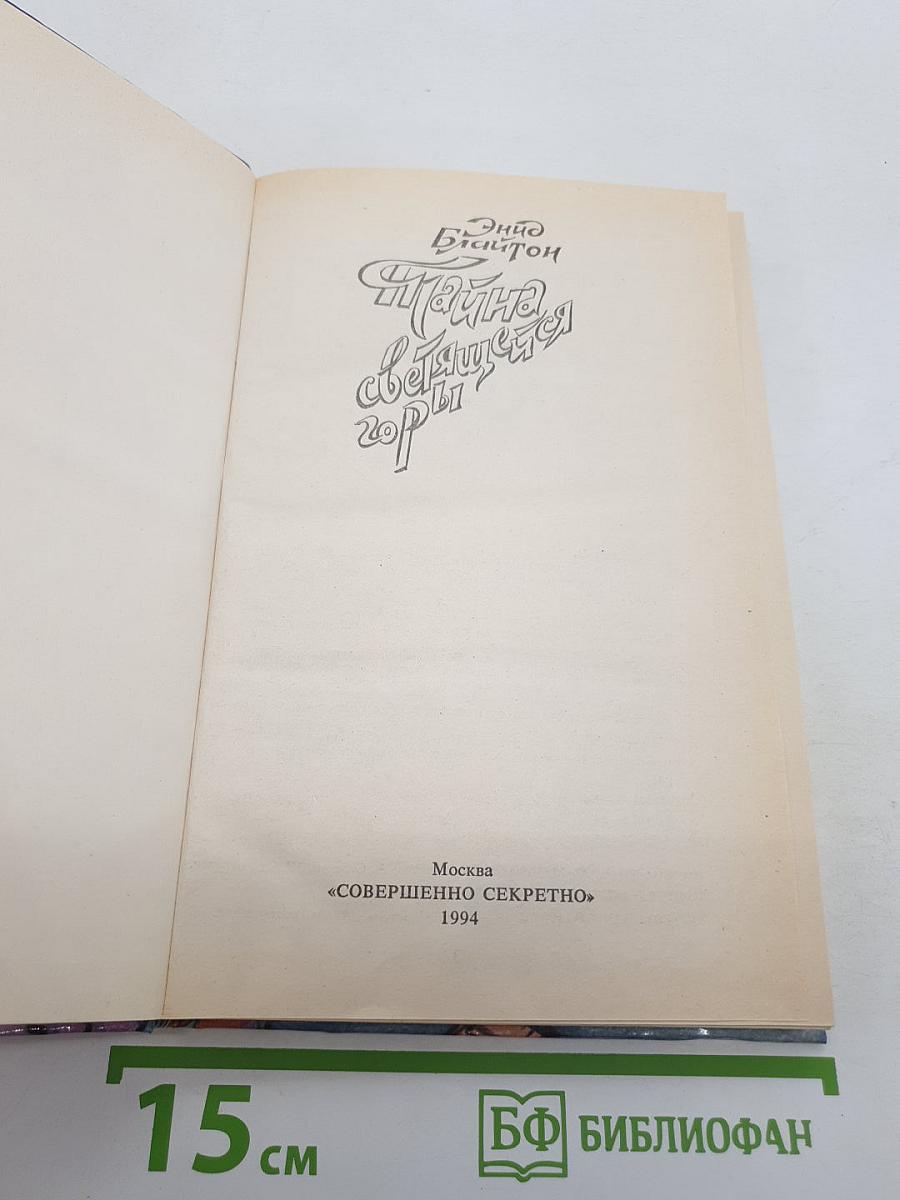 Энид
Блайтон
Тайна
светящейся
горы
Москва
«СОВЕРШЕННО СЕКРЕТНО»
1994
15 см
БФ БИБЛИОФАН